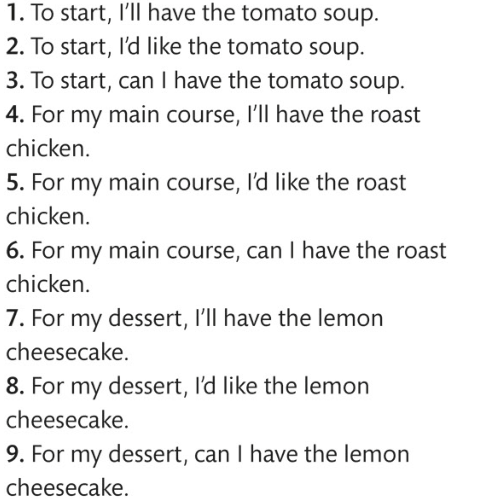 1. To start, I'll have the tomato soup.
2. To start, I'd like the tomato soup.
3. To start, can I have the tomato soup.
4. For my main course, I'll have the roast
chicken.
5. For my main course, I'd like the roast
chicken.
6. For my main course, can I have the roast
chicken.
7. For my dessert, I'll have the lemon
cheesecake.
8. For my dessert, I'd like the lemon
cheesecake.
9. For my dessert, can I have the lemon
cheesecake.